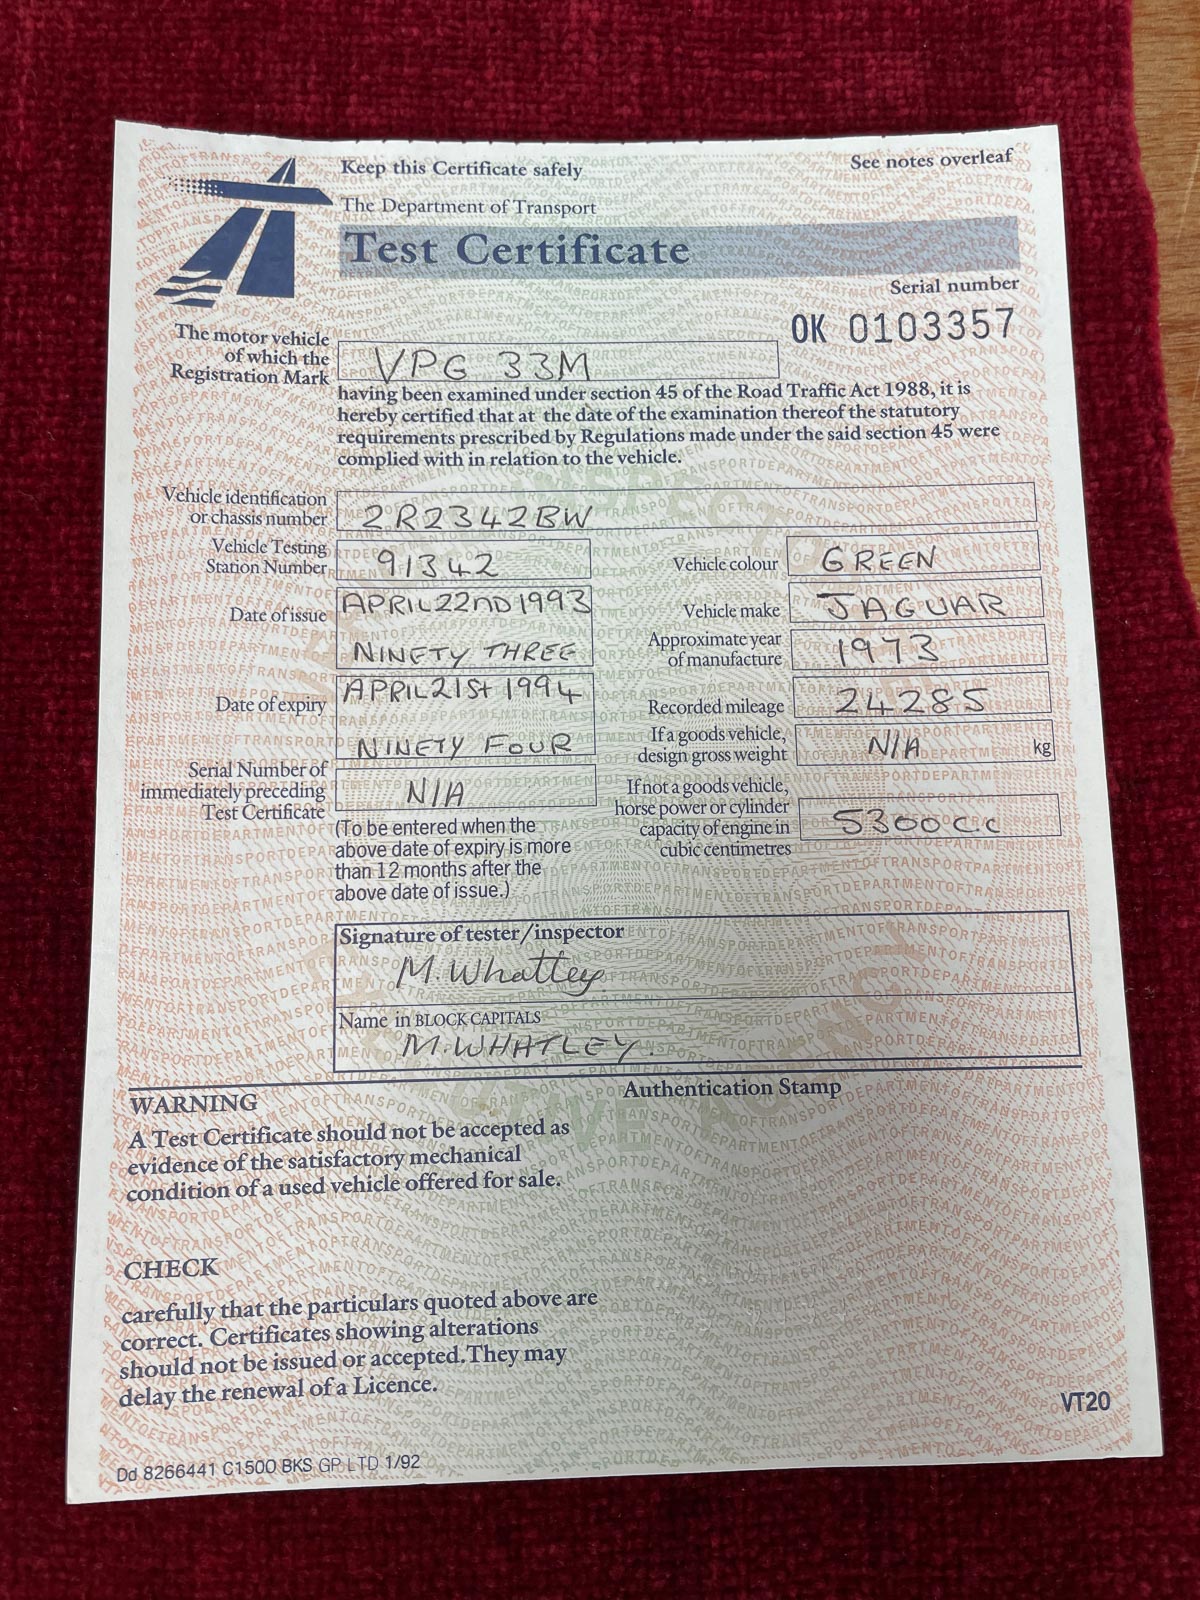 Keep this Certificate safely
See notes overleaf
The Department of Transport
Test Certificate
Serial number
OK 0103357
The motor vehicle
of which the
Registration Mark
VPG 33M
having been examined under section 45 of the Road Traffic Act 1988, it is
hereby certified that at the date of the examination thereof the statutory
requirements prescribed by Regulations made under the said section 45 were
complied with in relation to the vehicle.
Vehicle identification
or chassis number
2R2342BW
Vehicle Testing
Station Number
91342
Date of issue
APRIL 22ND 1993
NINETY THREE
Date of expiry
APRIL 21St 1994
NINETY FOUR
Serial Number of
immediately preceding
Test Certificate
N/A
(To be entered when the
above date of expiry is more
than 12 months after the
above date of issue.)
Vehicle colour
GREEN
Vehicle make
JAGUAR
Approximate year
of manufacture
1973
Recorded mileage
24285
If a goods vehicle,
design gross weight
N/A
kg
If not a goods vehicle,
horse power or cylinder
capacity of engine in
cubic centimetres
5300c.c
Signature of tester/inspector
M. Whatley.
Name in BLOCK CAPITALS
M. WHATLEY.
Authentication Stamp
WARNING
A Test Certificate should not be accepted as
evidence of the satisfactory mechanical
condition of a used vehicle offered for sale.
CHECK
carefully that the particulars quoted above are
correct. Certificates showing alterations
should not be issued or accepted. They may
delay the renewal of a Licence.
VT20
Dd 8266441 C1500 BKS GP LTD 1/92